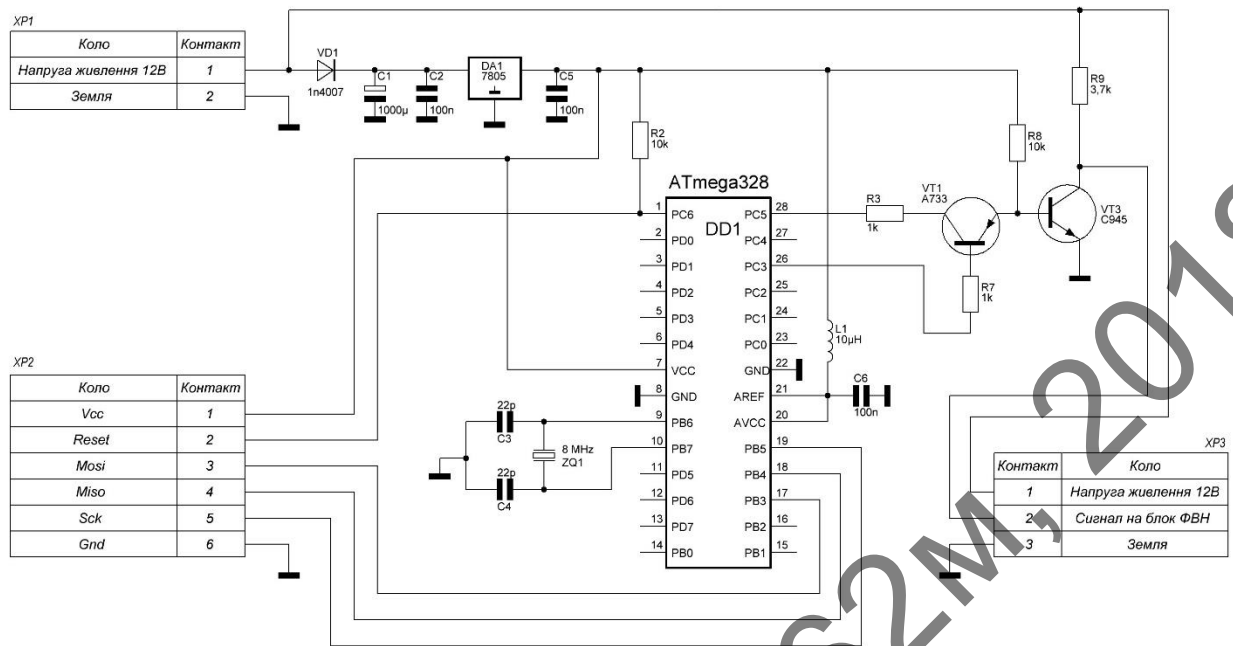 XP1
Коло Контакт
Напруга живлення 12В 1
Земля 2
VD1
1n4007
C1
1000µ
C2
100n
DA1
7805
C5
100n
R2
10k
R8
10k
R9
3,7k
ATmega328
DD1
1 PC6 PC5 28
2 PD0 PC4 27
3 PD1 PC3 26
4 PD2 PC2 25
5 PD3 PC1 24
6 PD4 PC0 23
7 VCC GND 22
8 GND AREF 21
9 PB6 AVCC 20
10 PB7 PB5 19
11 PD5 PB4 18
12 PD6 PB3 17
13 PD7 PB2 16
14 PB0 PB1 15
R3
1k
VT1
A733
VT3
C945
R7
1k
L1
10µH
C6
100n
22p
C3
8 MHz
ZQ1
22p
C4
XP2
Коло Контакт
Vcc 1
Reset 2
Mosi 3
Miso 4
Sck 5
Gnd 6
XP3
Контакт Коло
1 Напруга живлення 12В
2 Сигнал на блок ФВН
3 Земля